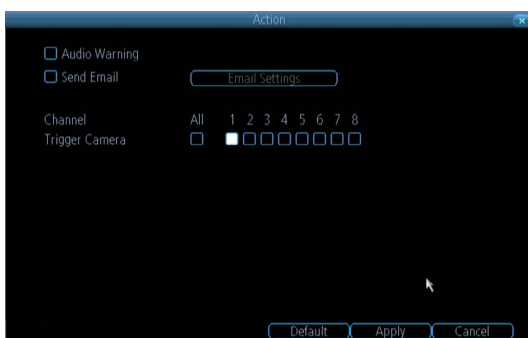 Action
Audio Warning
Send Email Email Settings
Channel All 1 2 3 4 5 6 7 8
Trigger Camera
Default Apply Cancel